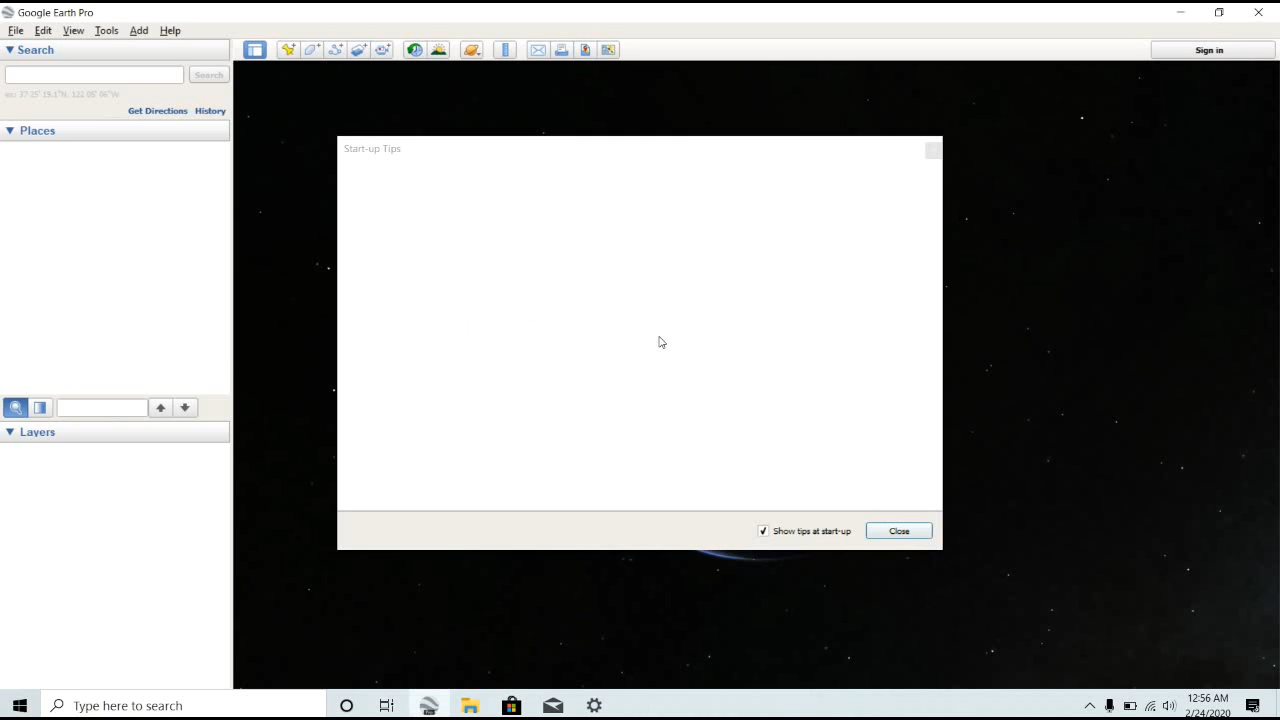 Google Earth Pro
File Edit View Tools Add Help
Search
Sign in
Search
Get Directions History
Places
Start-up Tips
Layers
Show tips at start-up Close
Type here to search
12:56 AM
2/24/2020